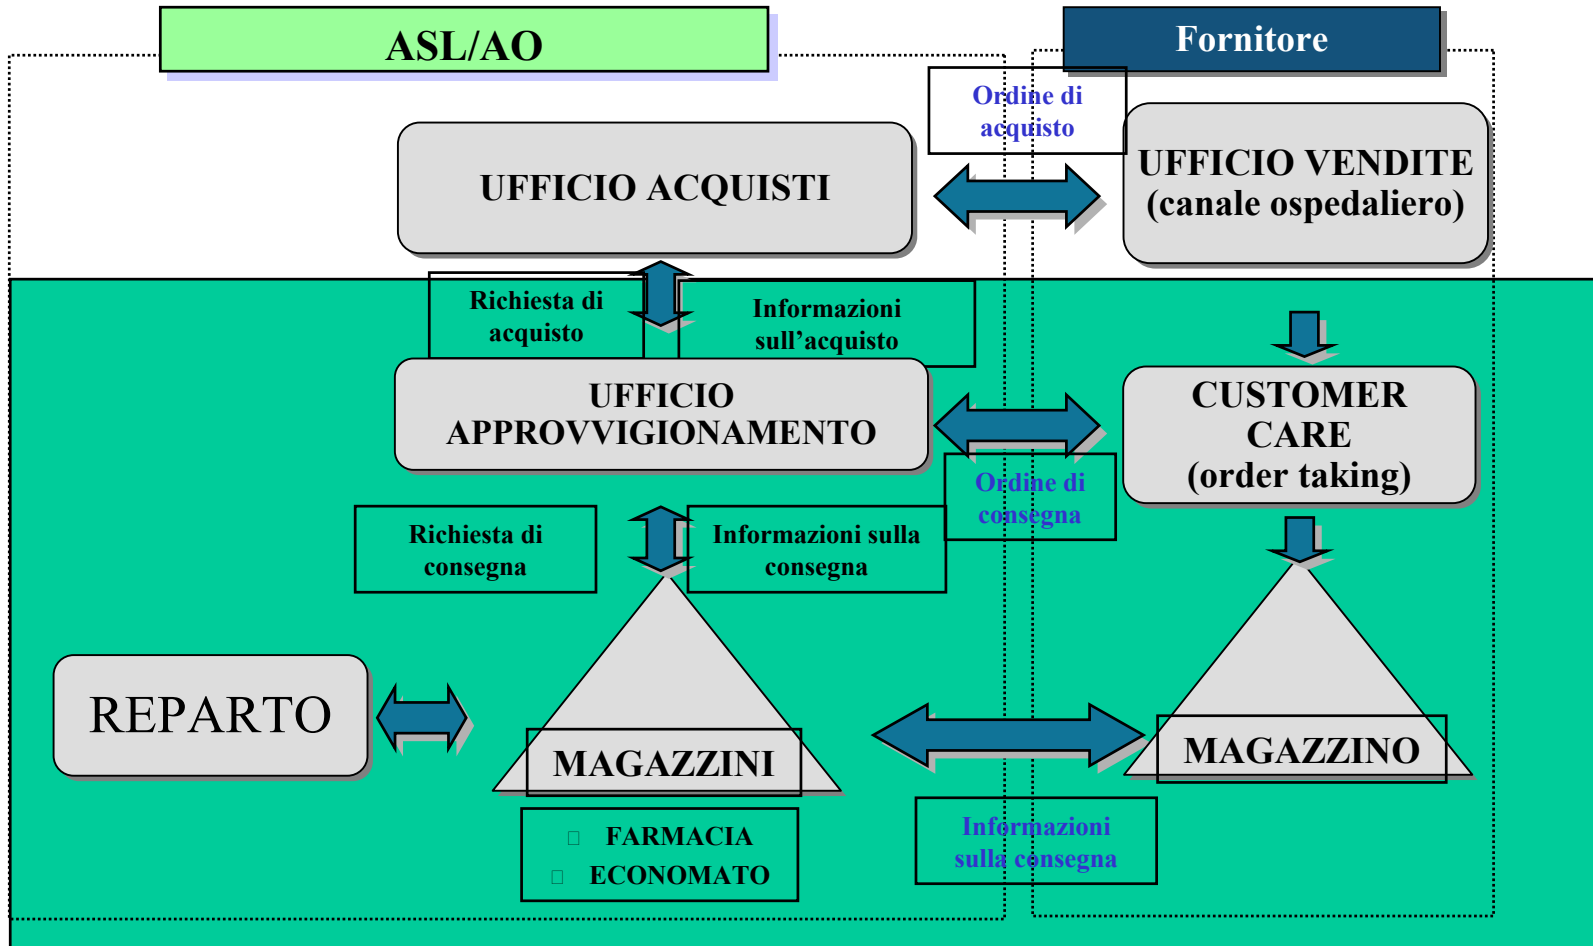 ASL/AO
Fornitore
Ordine di
acquisto
UFFICIO ACQUISTI
UFFICIO VENDITE
(canale ospedaliero)
Richiesta di
acquisto
Informazioni
sull’acquisto
UFFICIO
APPROVVIGIONAMENTO
CUSTOMER
CARE
(order taking)
Ordine di
consegna
Richiesta di
consegna
Informazioni sulla
consegna
REPARTO
MAGAZZINI
MAGAZZINO
FARMACIA
ECONOMATO
Informazioni
sulla consegna